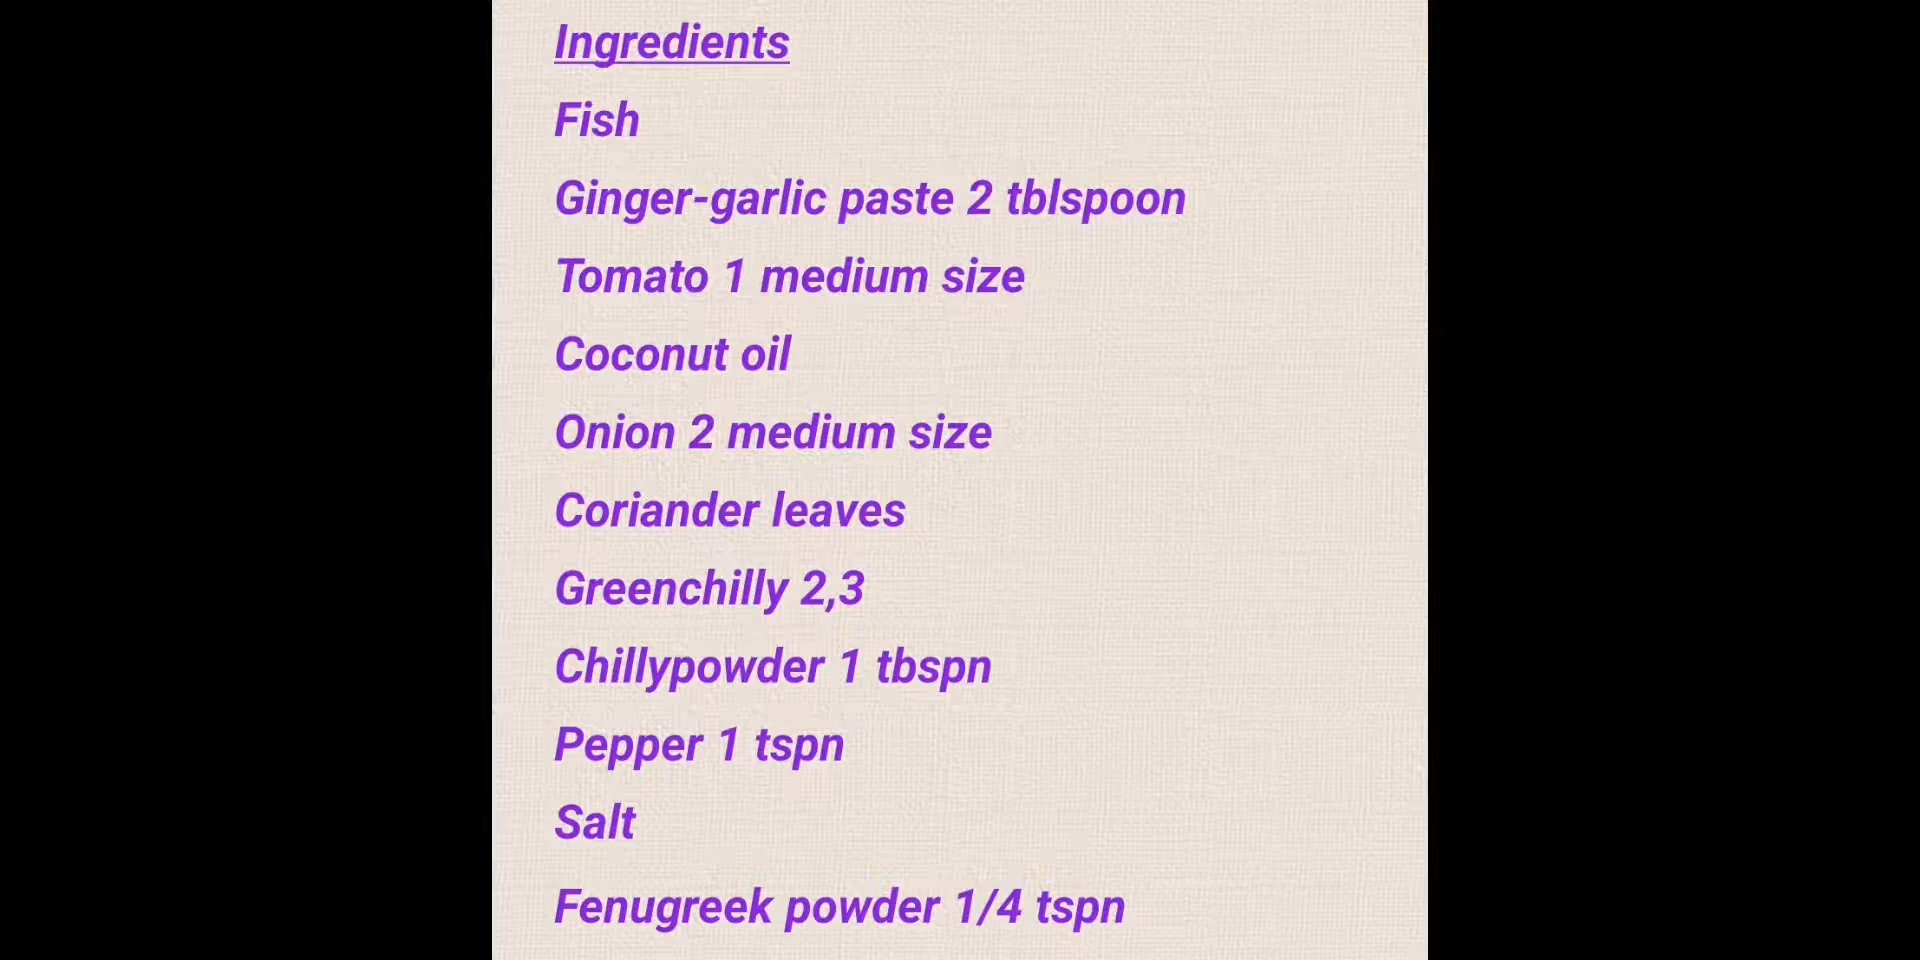 Ingredients
Fish
Ginger-garlic paste 2 tblspoon
Tomato 1 medium size
Coconut oil
Onion 2 medium size
Coriander leaves
Greenchilly 2,3
Chillypowder 1 tbspn
Pepper 1 tspn
Salt
Fenugreek powder 1/4 tspn